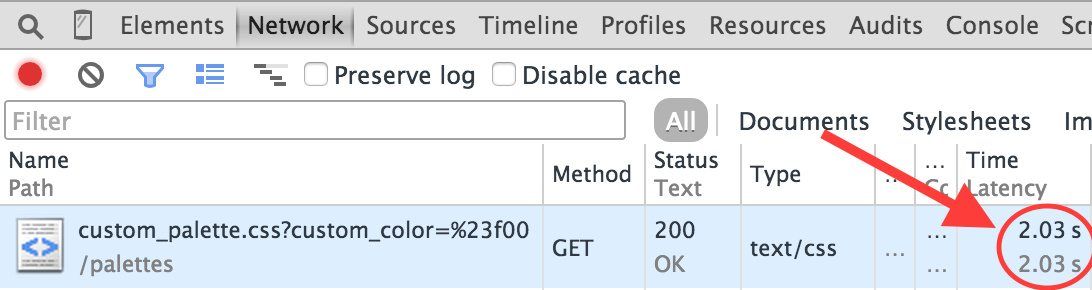 Elements Network Sources Timeline Profiles Resources Audits Console Sc
Preserve log Disable cache
Filter All Documents Stylesheets Im
Name Method Status Type ... ... Time
Path Text Co Latency
custom_palette.css?custom_color=%23f00 GET 200 text/css ... ... 2.03 s
/palettes OK ... 2.03 s